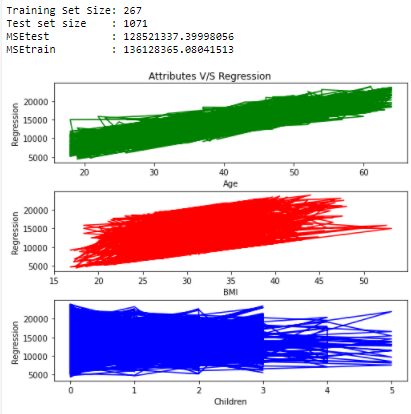 Training Set Size: 267
Test set size : 1071
MSEtest : 128521337.39998056
MSEtrain : 136128365.08041513
Attributes V/S Regression
Regression
20000
15000
10000
5000
20 30 40 50 60
Age
Regression
20000
15000
10000
5000
15 20 25 30 35 40 45 50
BMI
Regression
20000
15000
10000
5000
0 1 2 3 4 5
Children